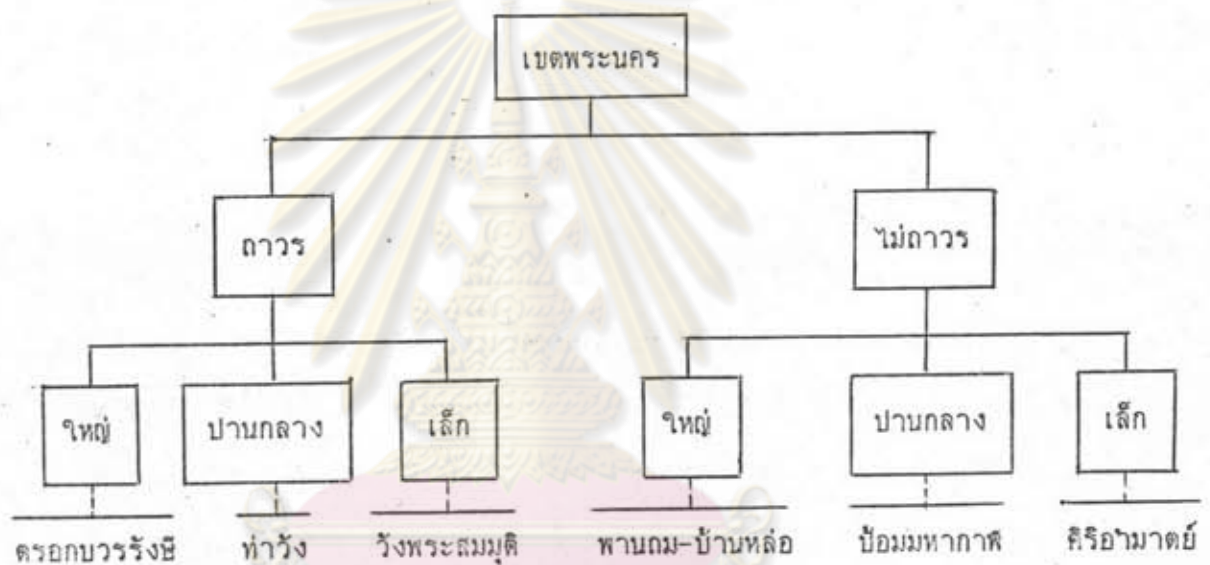 เขตพระนคร
ถาวร
ไม่ถาวร
ใหญ่
ปานกลาง
เล็ก
ใหญ่
ปานกลาง
เล็ก
ตรอกบวรรังษี
ท่าวัง
วังพระสมมุติ
พานถม-บ้านหล่อ
ป้อมมหากาฬ
คิริอำมาตย์